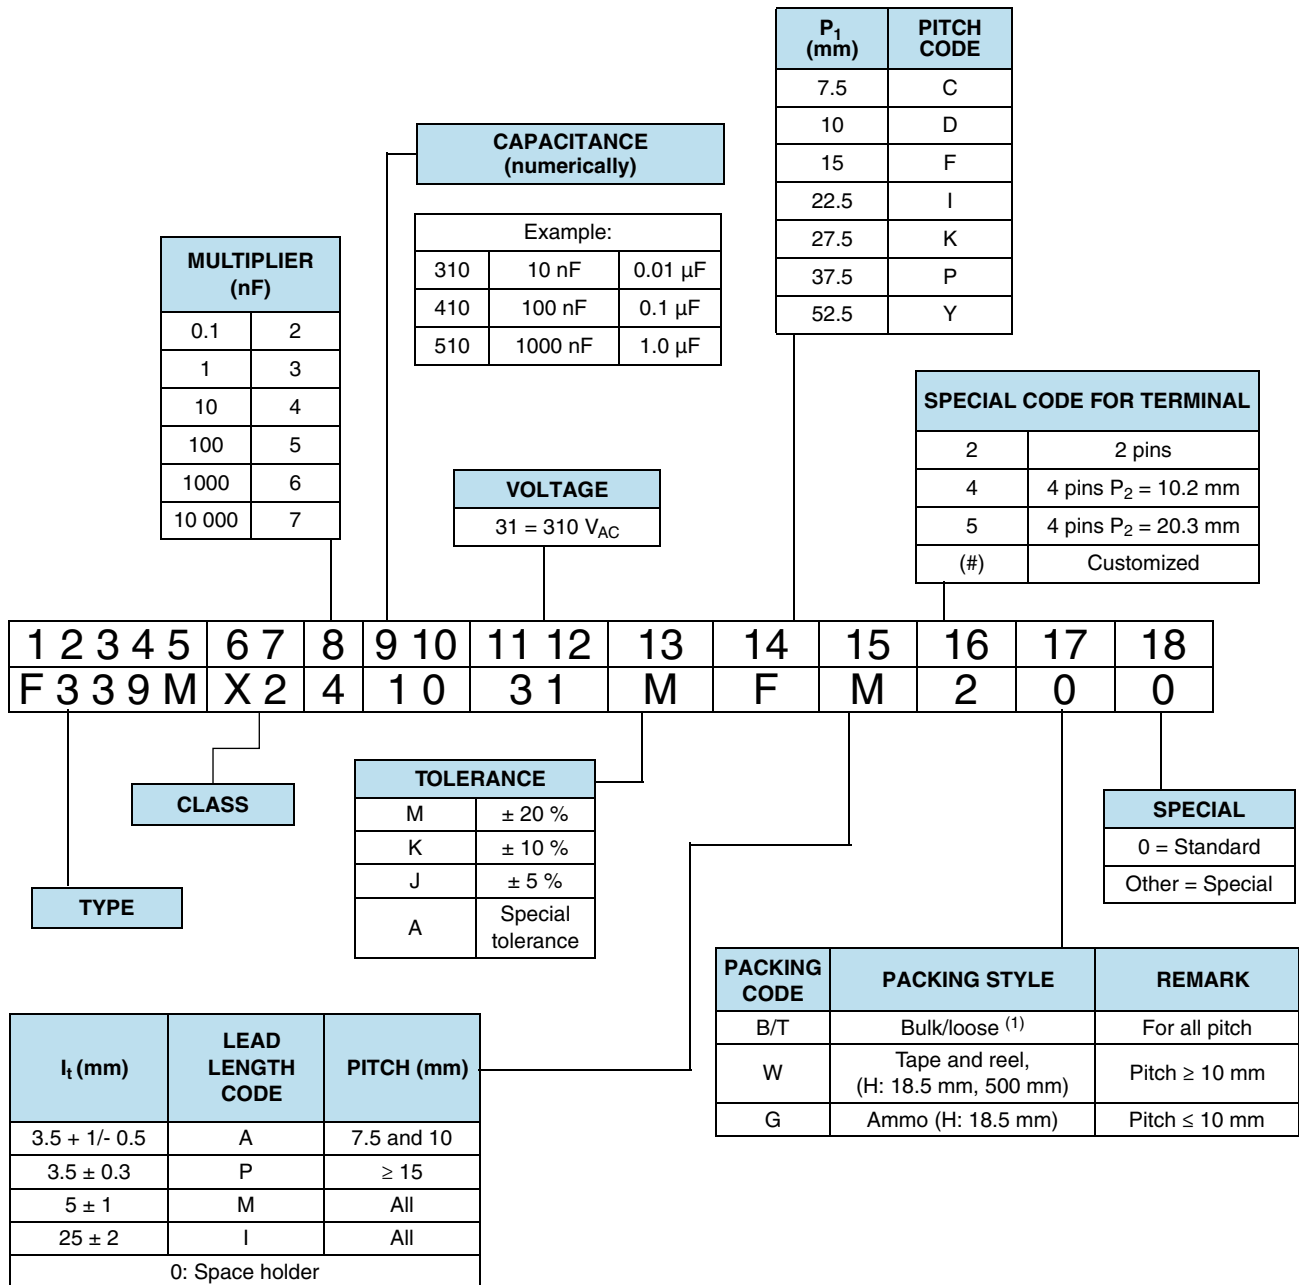 P1 (mm) PITCH CODE
7.5 C
10 D
15 F
22.5 I
27.5 K
37.5 P
52.5 Y
CAPACITANCE
(numerically)
Example:
310 10 nF 0.01 µF
410 100 nF 0.1 µF
510 1000 nF 1.0 µF
MULTIPLIER
(nF)
0.1 2
1 3
10 4
100 5
1000 6
10 000 7
VOLTAGE
31 = 310 VAC
SPECIAL CODE FOR TERMINAL
2 2 pins
4 4 pins P2 = 10.2 mm
5 4 pins P2 = 20.3 mm
(#) Customized
1 2 3 4 5 6 7 8 9 10 11 12 13 14 15 16 17 18
F 3 3 9 M X 2 4 1 0 3 1 M F M 2 0 0
TYPE
CLASS
TOLERANCE
M ± 20 %
K ± 10 %
J ± 5 %
A Special tolerance
SPECIAL
0 = Standard
Other = Special
PACKING CODE PACKING STYLE REMARK
B/T Bulk/loose (1) For all pitch
W Tape and reel, (H: 18.5 mm, 500 mm) Pitch ≥ 10 mm
G Ammo (H: 18.5 mm) Pitch ≤ 10 mm
It (mm) LEAD LENGTH CODE PITCH (mm)
3.5 + 1/- 0.5 A 7.5 and 10
3.5 ± 0.3 P ≥ 15
5 ± 1 M All
25 ± 2 I All
0: Space holder